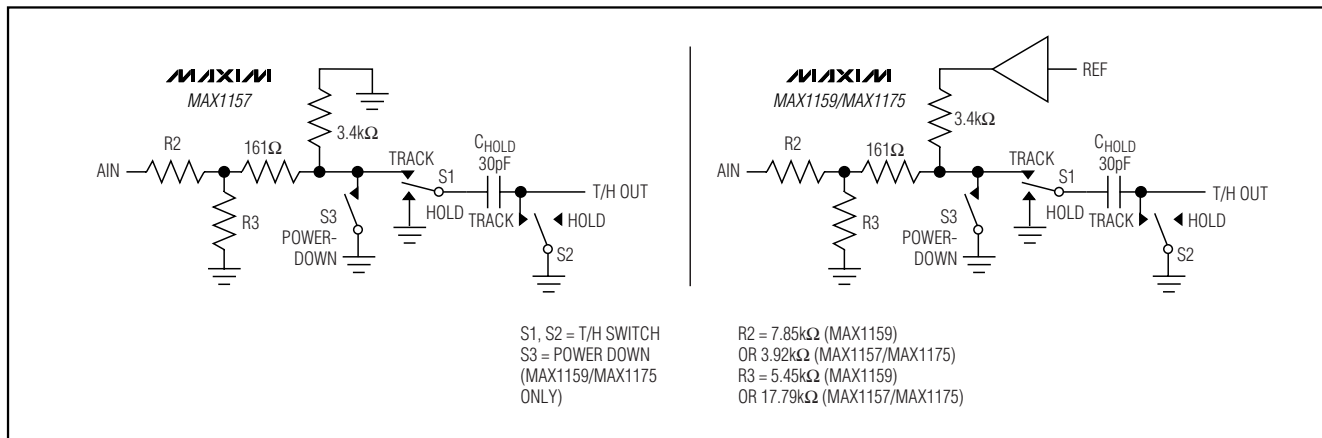 MAXIM
MAX1157
3.4kΩ
R2
161Ω
AIN
R3
S3
POWER-
DOWN
TRACK
S1
HOLD
CHOLD
30pF
TRACK
HOLD
S2
T/H OUT
MAXIM
MAX1159/MAX1175
REF
3.4kΩ
R2
161Ω
AIN
R3
S3
POWER-
DOWN
TRACK
S1
HOLD
CHOLD
30pF
TRACK
HOLD
S2
T/H OUT
S1, S2 = T/H SWITCH
S3 = POWER DOWN
(MAX1159/MAX1175
ONLY)
R2 = 7.85kΩ (MAX1159)
OR 3.92kΩ (MAX1157/MAX1175)
R3 = 5.45kΩ (MAX1159)
OR 17.79kΩ (MAX1157/MAX1175)